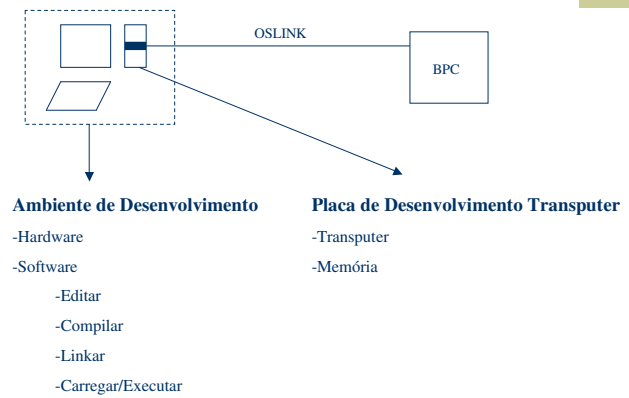 OSLINK
BPC
Ambiente de Desenvolvimento
-Hardware
-Software
-Editar
-Compilar
-Linkar
-Carregar/Executar
Placa de Desenvolvimento Transputer
-Transputer
-Memória